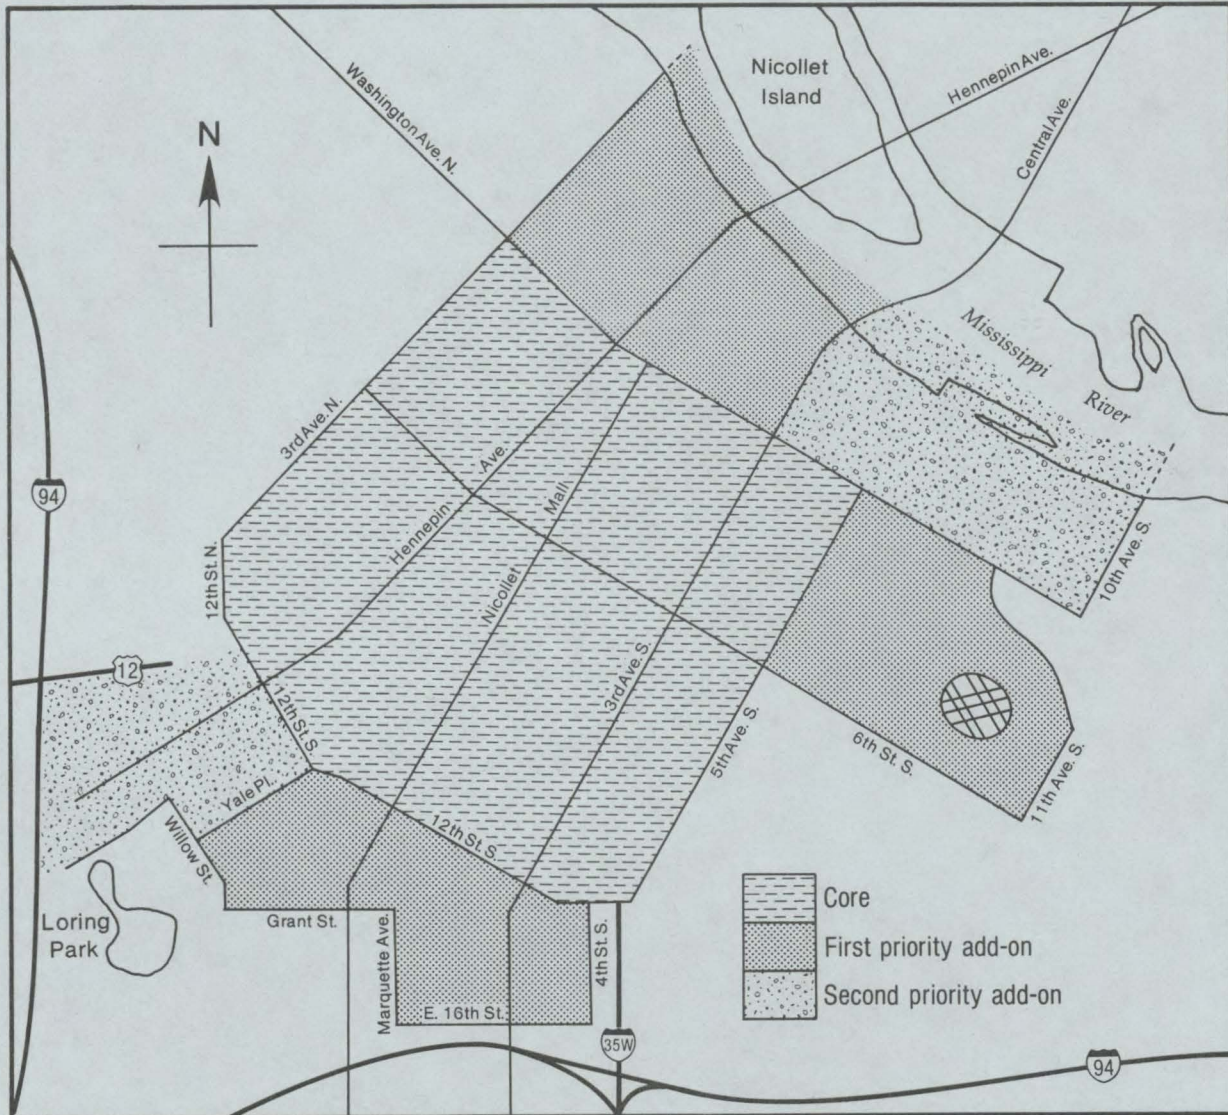 Nicollet
Island
Hennepin Ave.
Central Ave.
Washington Ave. N.
N
Mississippi
River
3rd Ave. N.
Hennepin Ave.
Nicollet Mall
94
12th St. N.
10th Ave. S.
12
3rd Ave. S.
12th St. S.
5th Ave. S.
6th St. S.
11th Ave. S.
Yale Pl.
Willow St.
12th St. S.
Loring
Park
Grant St.
Marquette Ave.
4th St. S.
E. 16th St.
Core
First priority add-on
Second priority add-on
35W
94